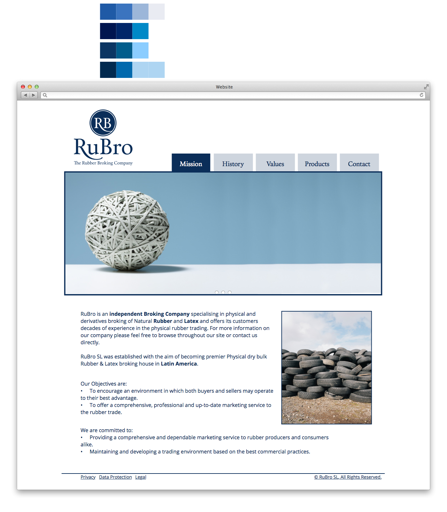 Website
RB
RuBro
The Rubber Broking Company
Mission History Values Products Contact
RuBro is an independent Broking Company specialising in physical and
derivatives broking of Natural Rubber and Latex and offers its customers
decades of experience in the physical rubber trading. For more information on
our company please feel free to browse throughout our site or contact us
directly.
RuBro SL was established with the aim of becoming premier Physical dry bulk
Rubber & Latex broking house in Latin America.
Our Objectives are:
• To encourage an environment in which both buyers and sellers may operate
to their best advantage.
• To offer a comprehensive, professional and up-to-date marketing service to
the rubber trade.
We are committed to:
• Providing a comprehensive and dependable marketing service to rubber producers and consumers
alike.
• Maintaining and developing a trading environment based on the best commercial practices.
Privacy Data Protection Legal © RuBro SL. All Rights Reserved.